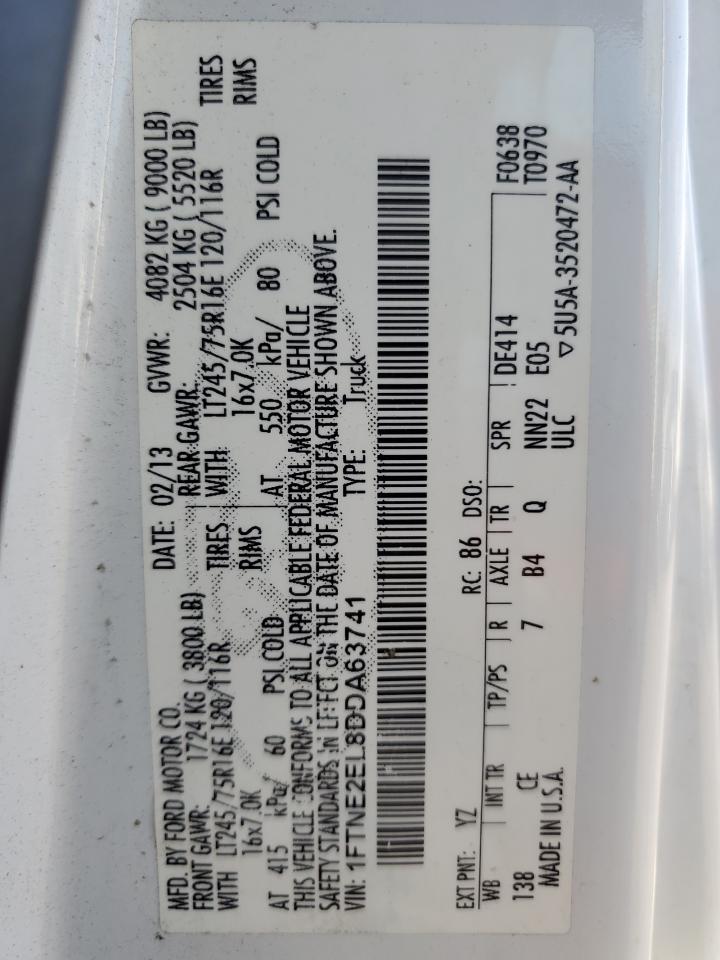 MFD. BY FORD MOTOR CO. DATE: 02/13 GVWR: 4082 KG ( 9000 LB)
FRONT GAWR: 1724 KG ( 3800 LB) REAR GAWR: 2504 KG ( 5520 LB)
WITH LT245/75R16E 120/116R TIRES WITH LT245/75R16E 120/116R TIRES
16x7.0K RIMS 16x7.0K RIMS
AT 415 kPa/ 60 PSI COLD AT 550 kPa/ 80 PSI COLD
THIS VEHICLE CONFORMS TO ALL APPLICABLE FEDERAL MOTOR VEHICLE
SAFETY STANDARDS IN EFFECT ON THE DATE OF MANUFACTURE SHOWN ABOVE.
VIN: 1FTNE2EL8DDA63741 TYPE: Truck
F0638
T0970
EXT PNT: YZ RC: 86 DSO:
WB INT TR TP/PS R AXLE TR SPR DE414
138 CE 7 B4 Q NN22 E05
MADE IN U.S.A. ULC ▽5U5A-3520472-AA